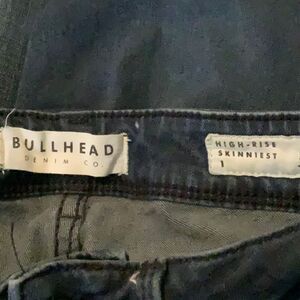 BULLHEAD
DENIM CO.
HIGH-RISE
SKINNIEST
1